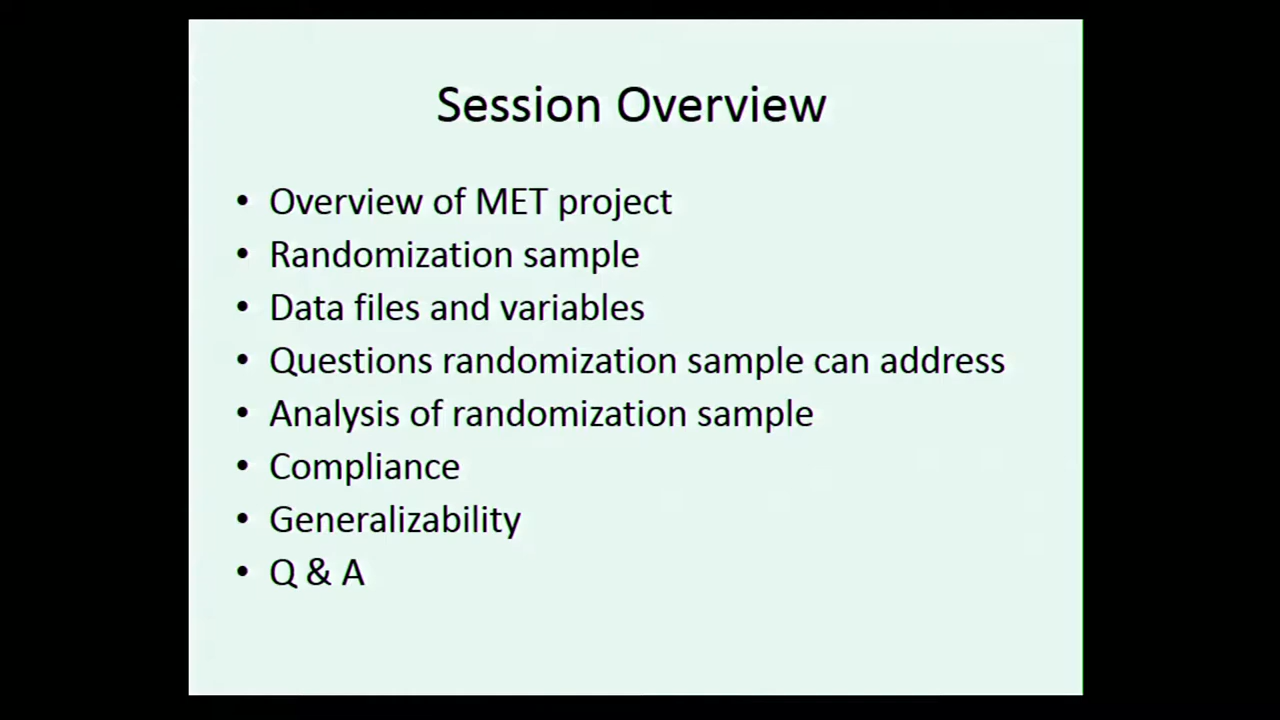 Session Overview
• Overview of MET project
• Randomization sample
• Data files and variables
• Questions randomization sample can address
• Analysis of randomization sample
• Compliance
• Generalizability
• Q & A